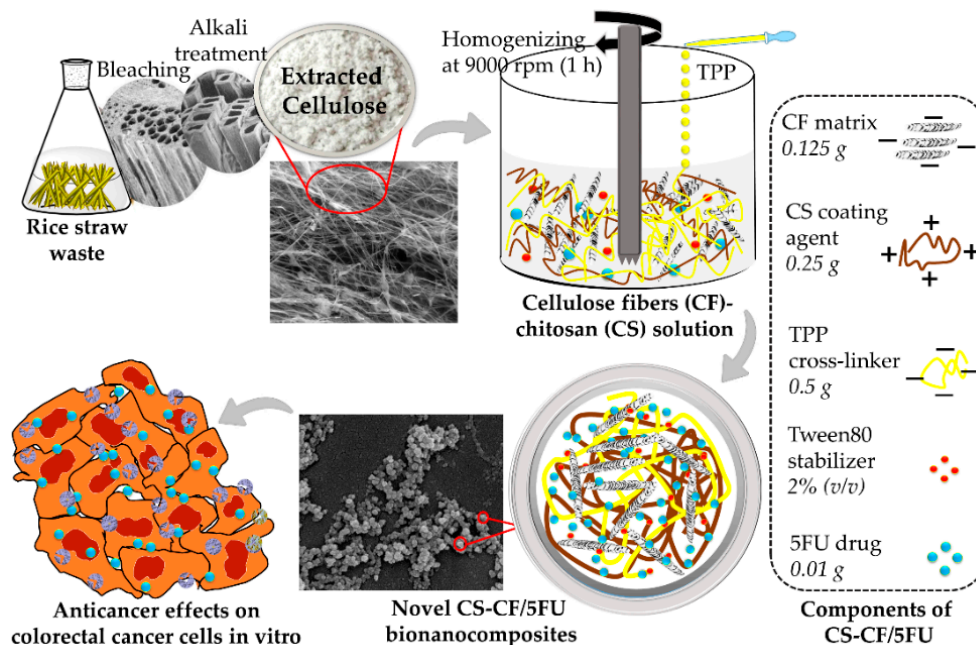 Alkali
treatment
Bleaching
Extracted
Cellulose
Rice straw
waste
Homogenizing
at 9000 rpm (1 h)
TPP
Cellulose fibers (CF)-
chitosan (CS) solution
CF matrix
0.125 g
CS coating
agent
0.25 g
TPP
cross-linker
0.5 g
Tween80
stabilizer
2% (v/v)
5FU drug
0.01 g
Components of
CS-CF/5FU
Novel CS-CF/5FU
bionanocomposites
Anticancer effects on
colorectal cancer cells in vitro